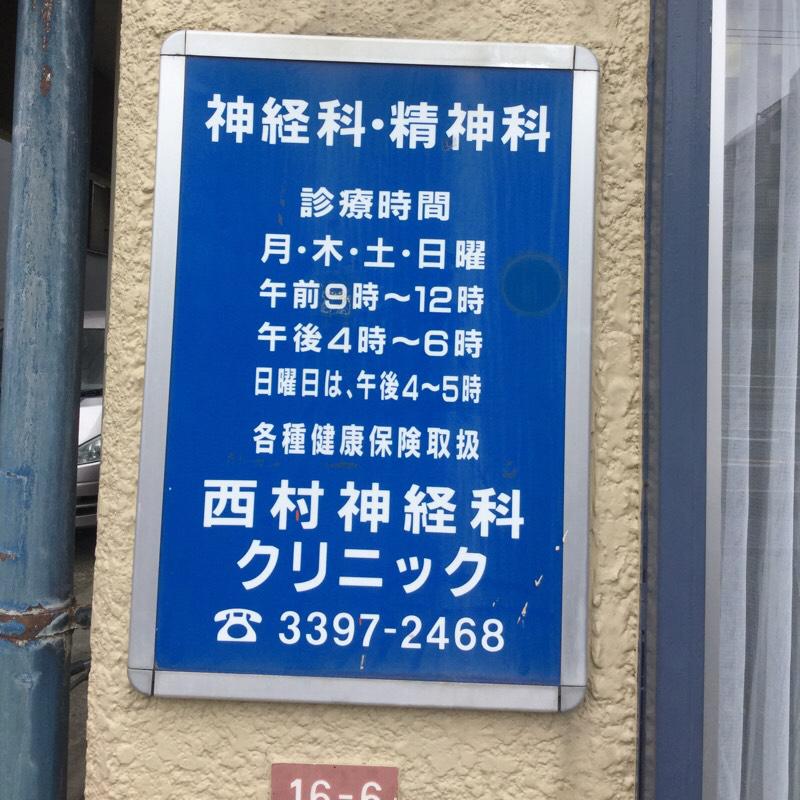 神経科・精神科
診療時間
月・木・土・日曜
午前9時〜12時
午後4時〜6時
日曜日は、午後4〜5時
各種健康保険取扱
西村神経科
クリニック
☎ 3397-2468
16-6